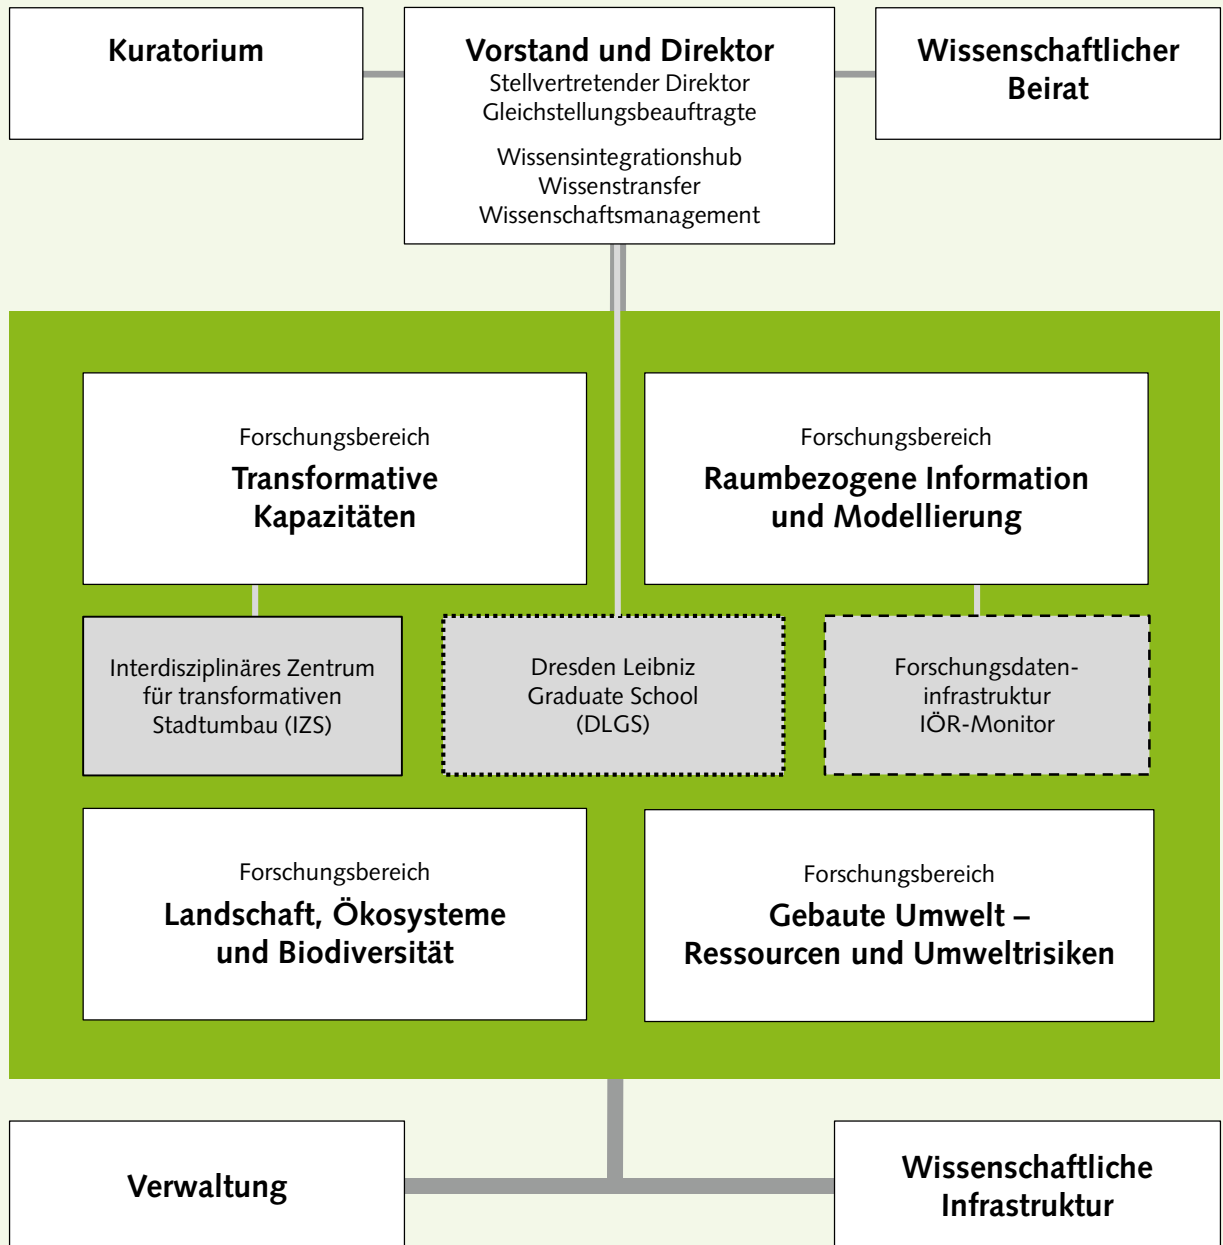 Kuratorium
Vorstand und Direktor
Stellvertretender Direktor
Gleichstellungsbeauftragte
Wissensintegrationshub
Wissenstransfer
Wissenschaftsmanagement
Wissenschaftlicher
Beirat
Forschungsbereich
Transformative
Kapazitäten
Forschungsbereich
Raumbezogene Information
und Modellierung
Interdisziplinäres Zentrum
für transformativen
Stadtumbau (IZS)
Dresden Leibniz
Graduate School
(DLGS)
Forschungsdaten-
infrastruktur
IÖR-Monitor
Forschungsbereich
Landschaft, Ökosysteme
und Biodiversität
Forschungsbereich
Gebaute Umwelt –
Ressourcen und Umweltrisiken
Verwaltung
Wissenschaftliche
Infrastruktur